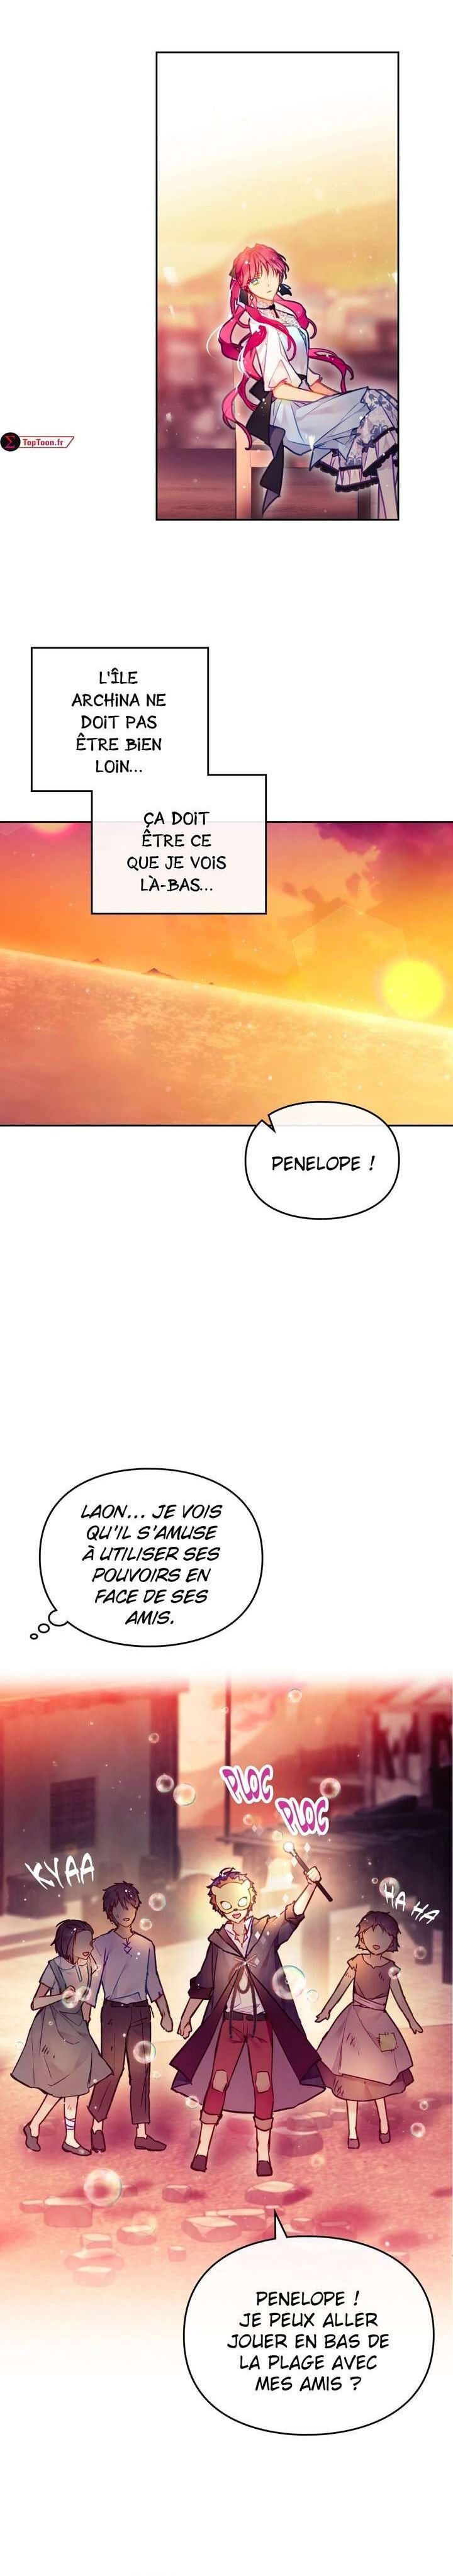 TopToon.fr
L'ÎLE
ARCHINA NE
DOIT PAS
ÊTRE BIEN
LOIN...
ÇA DOIT
ÊTRE CE
QUE JE VOIS
LÀ-BAS...
PENELOPE !
LAON... JE VOIS
QU'IL S'AMUSE
À UTILISER SES
POUVOIRS EN
FACE DE SES
AMIS.
PLOC
PLOC
KYAA
HA HA
PENELOPE !
JE PEUX ALLER
JOUER EN BAS DE
LA PLAGE AVEC
MES AMIS ?